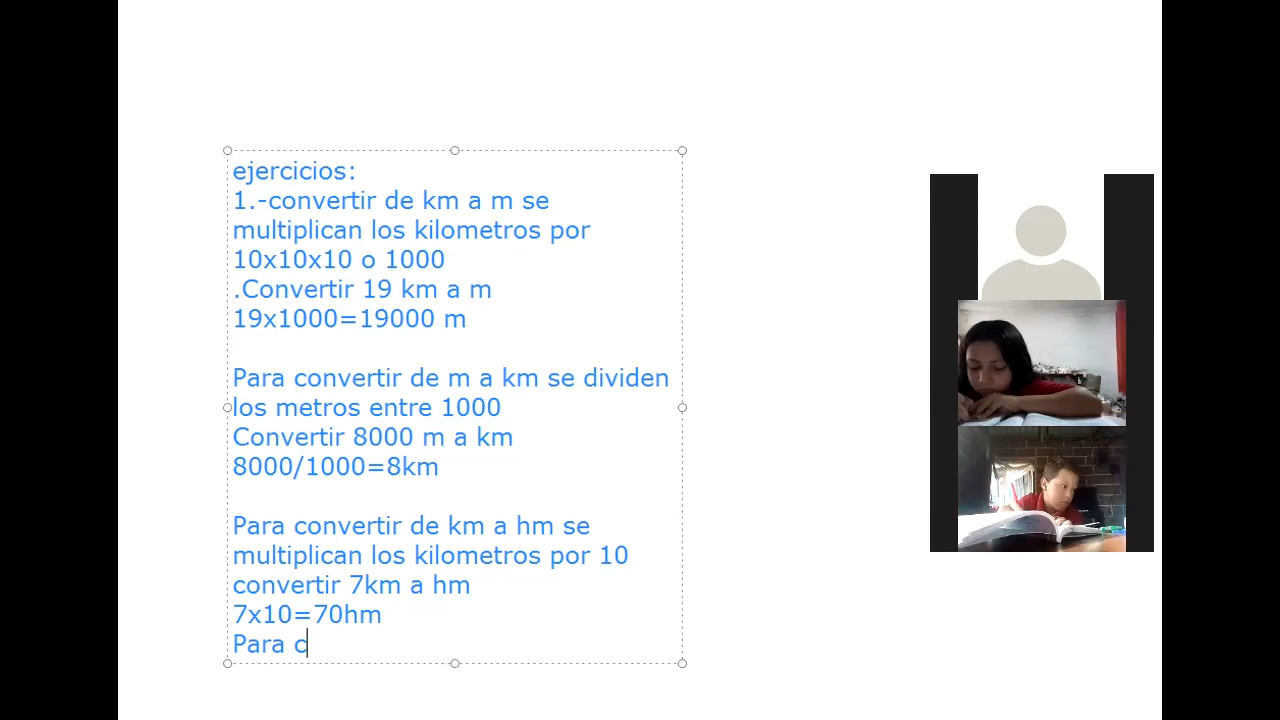 ejercicios:
1.-convertir de km a m se
multiplican los kilometros por
10x10x10 o 1000
.Convertir 19 km a m
19x1000=19000 m
Para convertir de m a km se dividen
los metros entre 1000
Convertir 8000 m a km
8000/1000=8km
Para convertir de km a hm se
multiplican los kilometros por 10
convertir 7km a hm
7x10=70hm
Para c